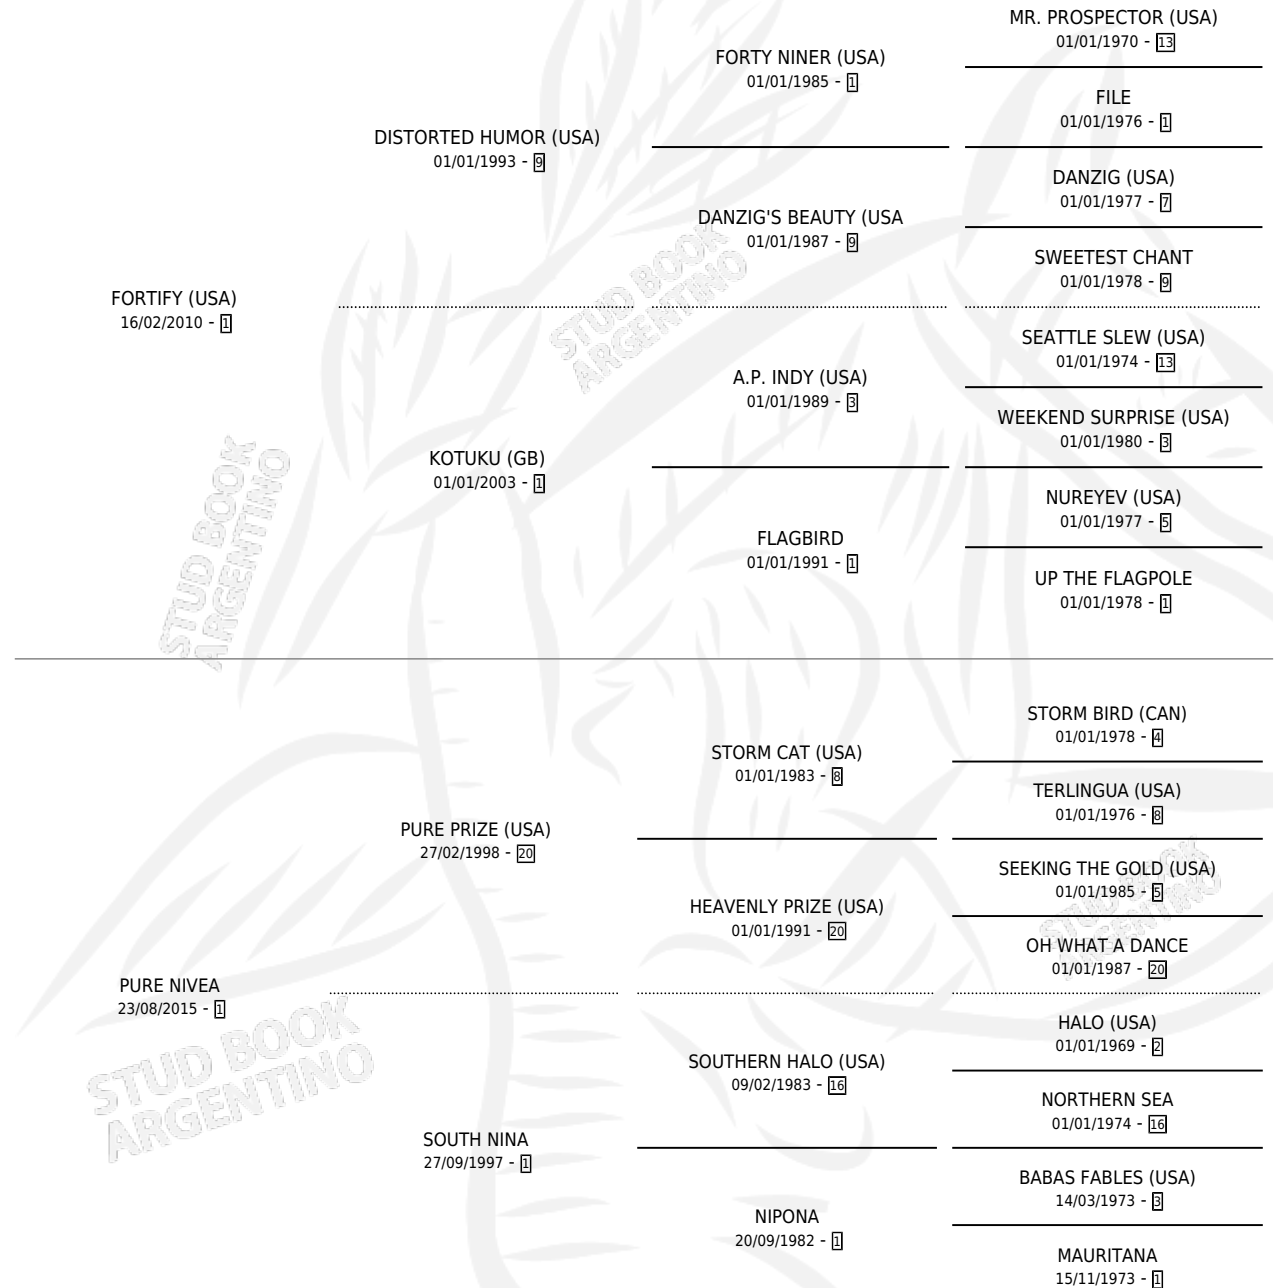 MR. PROSPECTOR (USA)
01/01/1970 - 13
FORTY NINER (USA)
01/01/1985 - 1
FILE
01/01/1976 - 1
DISTORTED HUMOR (USA)
01/01/1993 - 9
DANZIG (USA)
01/01/1977 - 7
DANZIG'S BEAUTY (USA
01/01/1987 - 9
SWEETEST CHANT
01/01/1978 - 9
FORTIFY (USA)
16/02/2010 - 1
SEATTLE SLEW (USA)
01/01/1974 - 13
A.P. INDY (USA)
01/01/1989 - 3
WEEKEND SURPRISE (USA)
01/01/1980 - 3
KOTUKU (GB)
01/01/2003 - 1
NUREYEV (USA)
01/01/1977 - 5
FLAGBIRD
01/01/1991 - 1
UP THE FLAGPOLE
01/01/1978 - 1
STORM BIRD (CAN)
01/01/1978 - 4
STORM CAT (USA)
01/01/1983 - 8
TERLINGUA (USA)
01/01/1976 - 8
PURE PRIZE (USA)
27/02/1998 - 20
SEEKING THE GOLD (USA)
01/01/1985 - 5
HEAVENLY PRIZE (USA)
01/01/1991 - 20
OH WHAT A DANCE
01/01/1987 - 20
PURE NIVEA
23/08/2015 - 1
HALO (USA)
01/01/1969 - 2
SOUTHERN HALO (USA)
09/02/1983 - 16
NORTHERN SEA
01/01/1974 - 16
SOUTH NINA
27/09/1997 - 1
BABAS FABLES (USA)
14/03/1973 - 3
NIPONA
20/09/1982 - 1
MAURITANA
15/11/1973 - 1
STUD BOOK
ARGENTINO
STUD BOOK
ARGENTINO
STUD BOOK
ARGENTINO
STUD BOOK
ARGENTINO